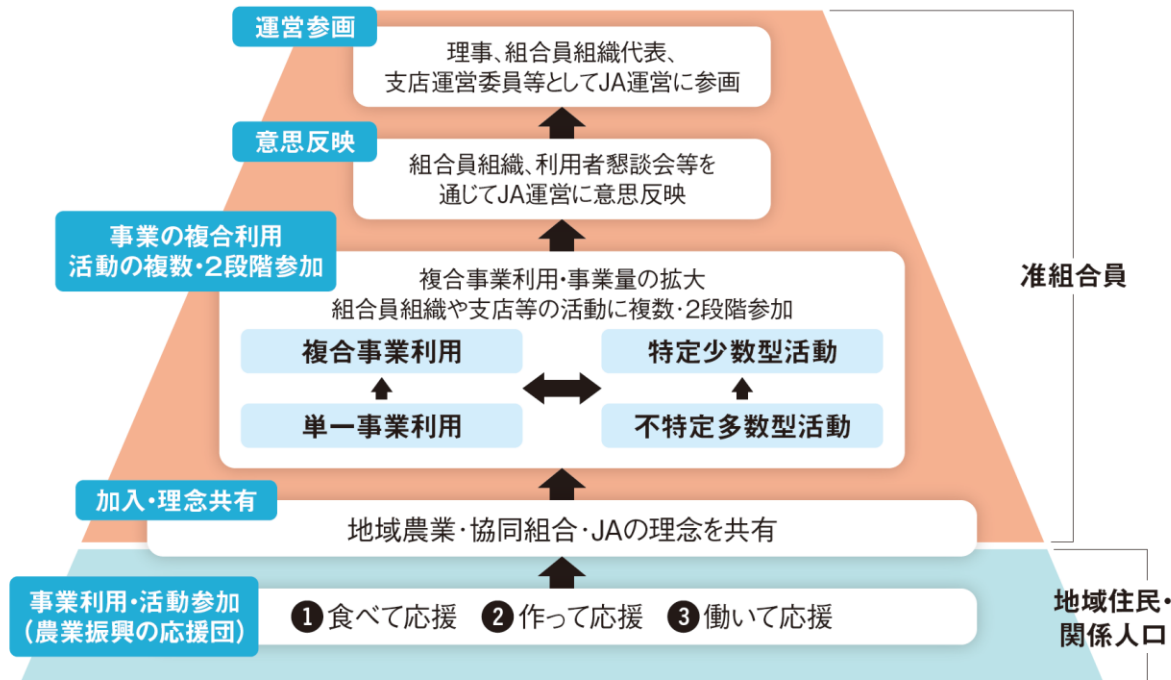 運営参画
理事、組合員組織代表、
支店運営委員等としてJA運営に参画
意思反映
組合員組織、利用者懇談会等を
通じてJA運営に意思反映
事業の複合利用
活動の複数・2段階参加
複合事業利用・事業量の拡大
組合員組織や支店等の活動に複数・2段階参加
複合事業利用
特定少数型活動
単一事業利用
不特定多数型活動
准組合員
加入・理念共有
地域農業・協同組合・JAの理念を共有
事業利用・活動参加
（農業振興の応援団）
❶食べて応援 ❷作って応援 ❸働いて応援
地域住民・
関係人口